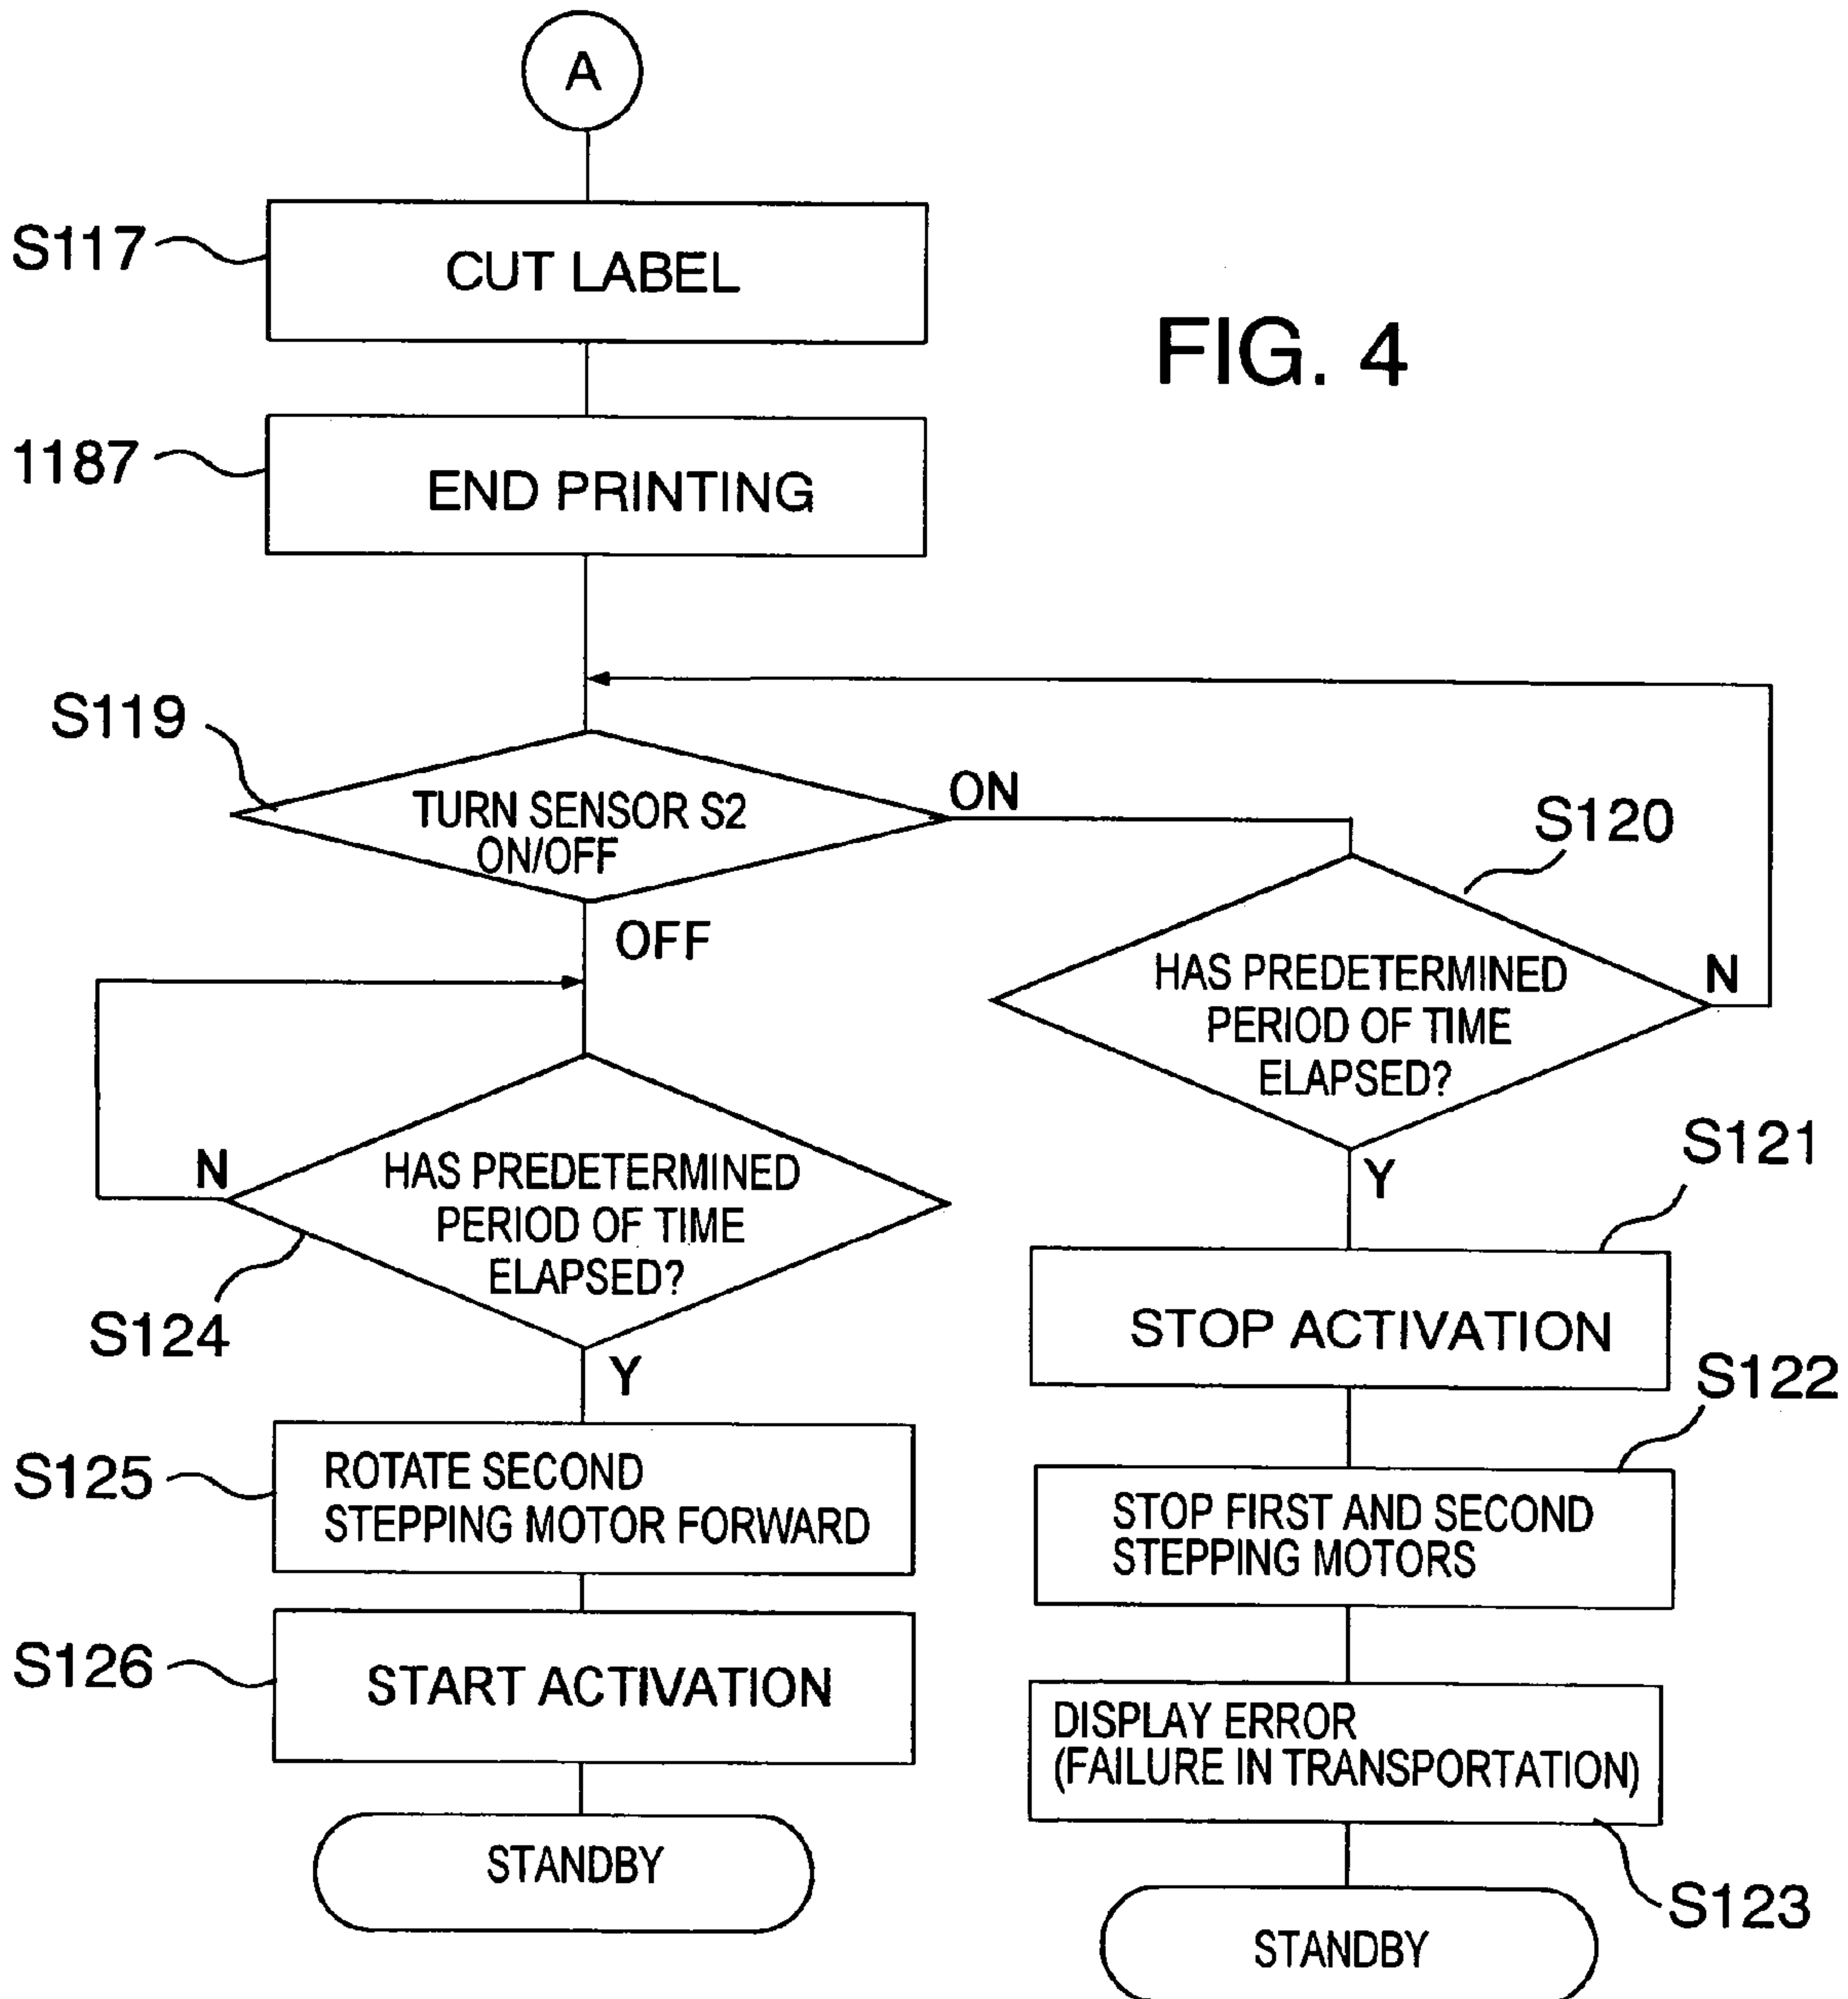 A
S117
CUT LABEL
FIG. 4
1187
END PRINTING
S119
TURN SENSOR S2
ON/OFF
ON
S120
OFF
HAS PREDETERMINED
PERIOD OF TIME
ELAPSED?
N
Y
N
HAS PREDETERMINED
PERIOD OF TIME
ELAPSED?
S124
Y
S121
STOP ACTIVATION
S122
STOP FIRST AND SECOND
STEPPING MOTORS
S125
ROTATE SECOND
STEPPING MOTOR FORWARD
S126
START ACTIVATION
DISPLAY ERROR
(FAILURE IN TRANSPORTATION)
S123
STANDBY
STANDBY